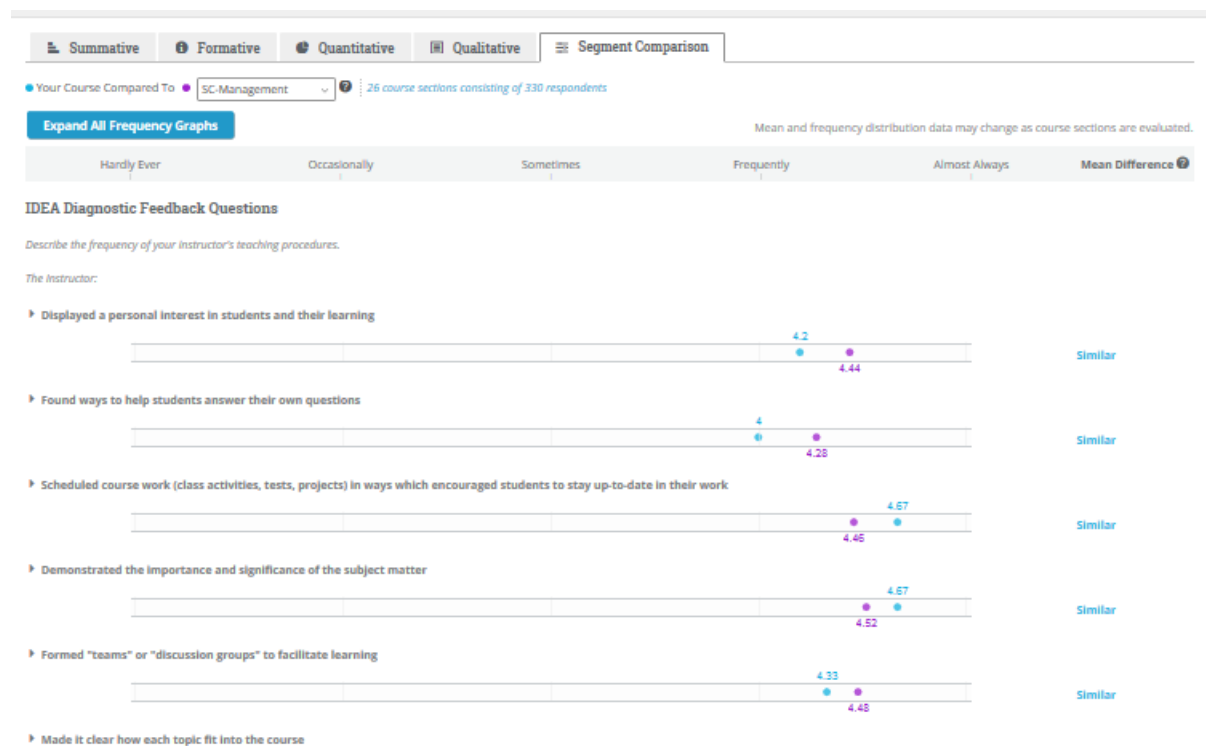 Summative Formative Quantitative Qualitative Segment Comparison
Your Course Compared To SC-Management 26 course sections consisting of 330 respondents
Expand All Frequency Graphs Mean and frequency distribution data may change as course sections are evaluated.
Hardly Ever Occasionally Sometimes Frequently Almost Always Mean Difference
IDEA Diagnostic Feedback Questions
Describe the frequency of your instructor's teaching procedures.
The Instructor:
Displayed a personal interest in students and their learning
4.2
Similar
4.44
Found ways to help students answer their own questions
4
Similar
4.28
Scheduled course work (class activities, tests, projects) in ways which encouraged students to stay up-to-date in their work
4.67
Similar
4.46
Demonstrated the importance and significance of the subject matter
4.67
Similar
4.52
Formed "teams" or "discussion groups" to facilitate learning
4.33
Similar
4.48
Made it clear how each topic fit into the course